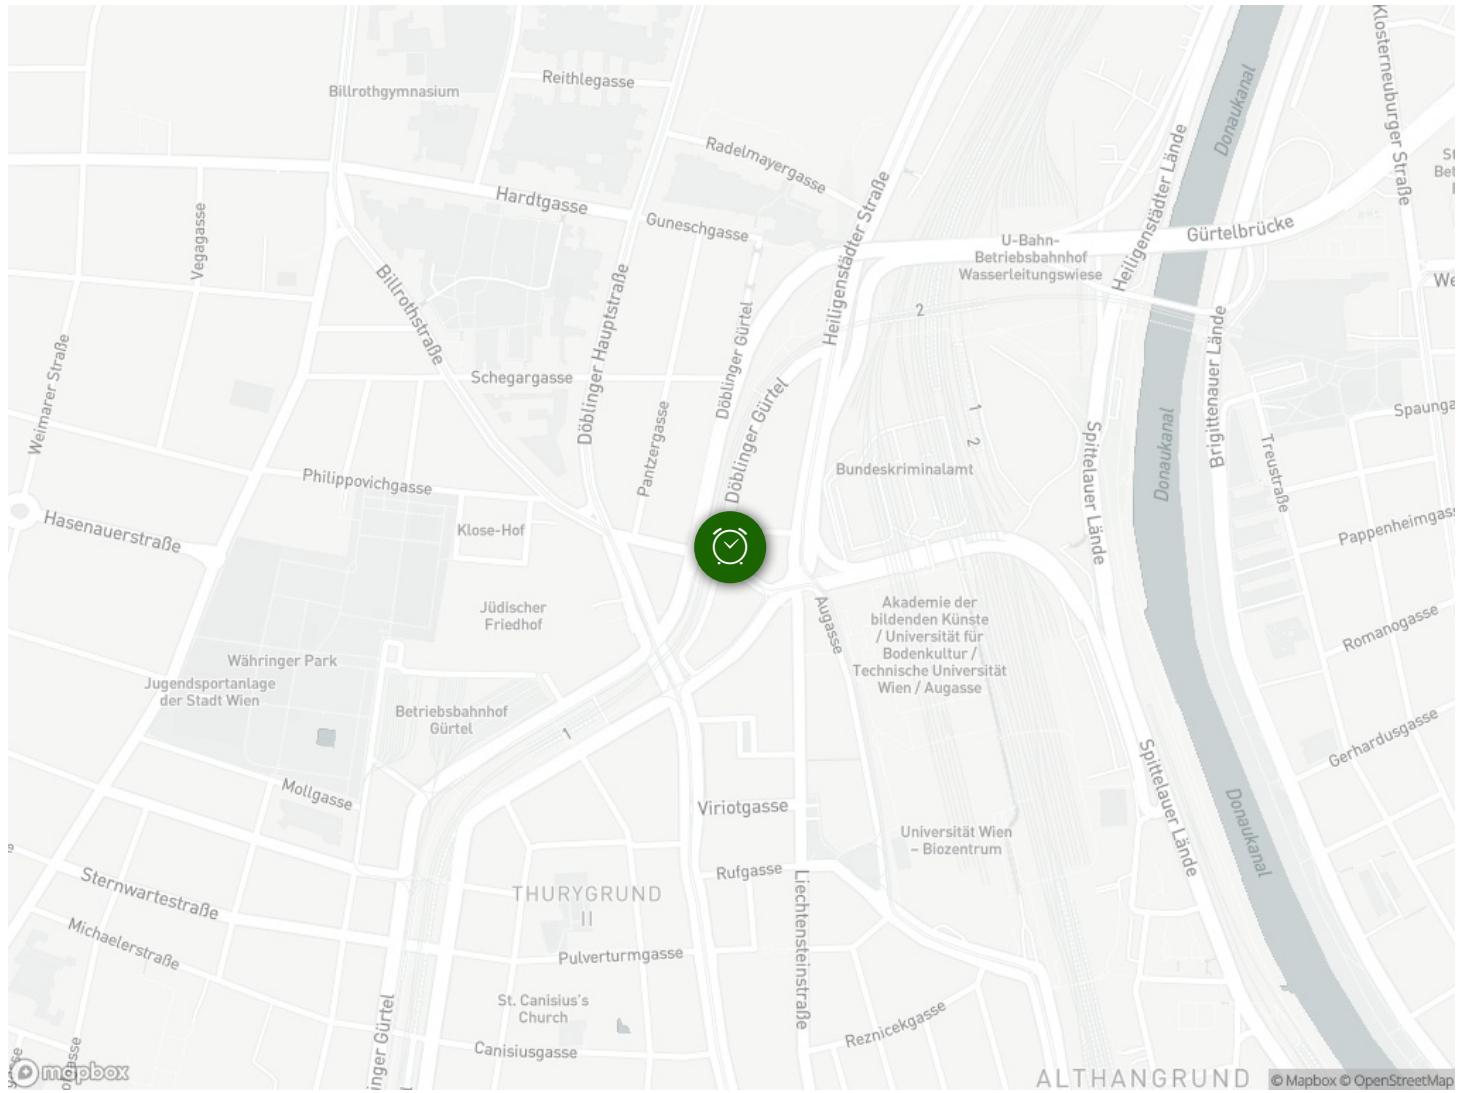 Klosterneuburger Straße
Donaukanal
Reithlegasse
Billrothgymnasium
Radelmayergasse
Heiligenstädter Lände
Hardtgasse
Heiligenstädter Straße
Guneschgasse
Gürtelbrücke
Vegagasse
U-Bahn-
Betriebsbahnhof
Wasserleitungswiese
Billrothstraße
Döblinger Hauptstraße
Döblinger Gürtel
2
Brigittenauer Lände
Weimarer Straße
Schegargasse
Döblinger Gürtel
1
2
Spaunga
Pantzergasse
Spittelauer Lände
Donaukanal
Treustraße
Bundeskriminalamt
Philippovichgasse
Hasenauerstraße
Klose-Hof
Pappenheimgas
Jüdischer
Friedhof
Augasse
Akademie der
bildenden Künste
/ Universität für
Bodenkultur /
Technische Universität
Wien / Augasse
Romanogasse
Währinger Park
Jugendsportanlage
der Stadt Wien
Betriebsbahnhof
Gürtel
1
Gerhardusgasse
Spittelauer Lände
Mollgasse
Viriotgasse
Donaukanal
Universität Wien
– Biozentrum
Rufgasse
Sternwartestraße
THURYGRUND
II
Liechtensteinstraße
Michaelerstraße
Pulverturmgasse
St. Canisius's
Church
Reznicekgasse
inger Gürtel
Canisiusgasse
mapbox
ALTHANGRUND
© Mapbox © OpenStreetMap